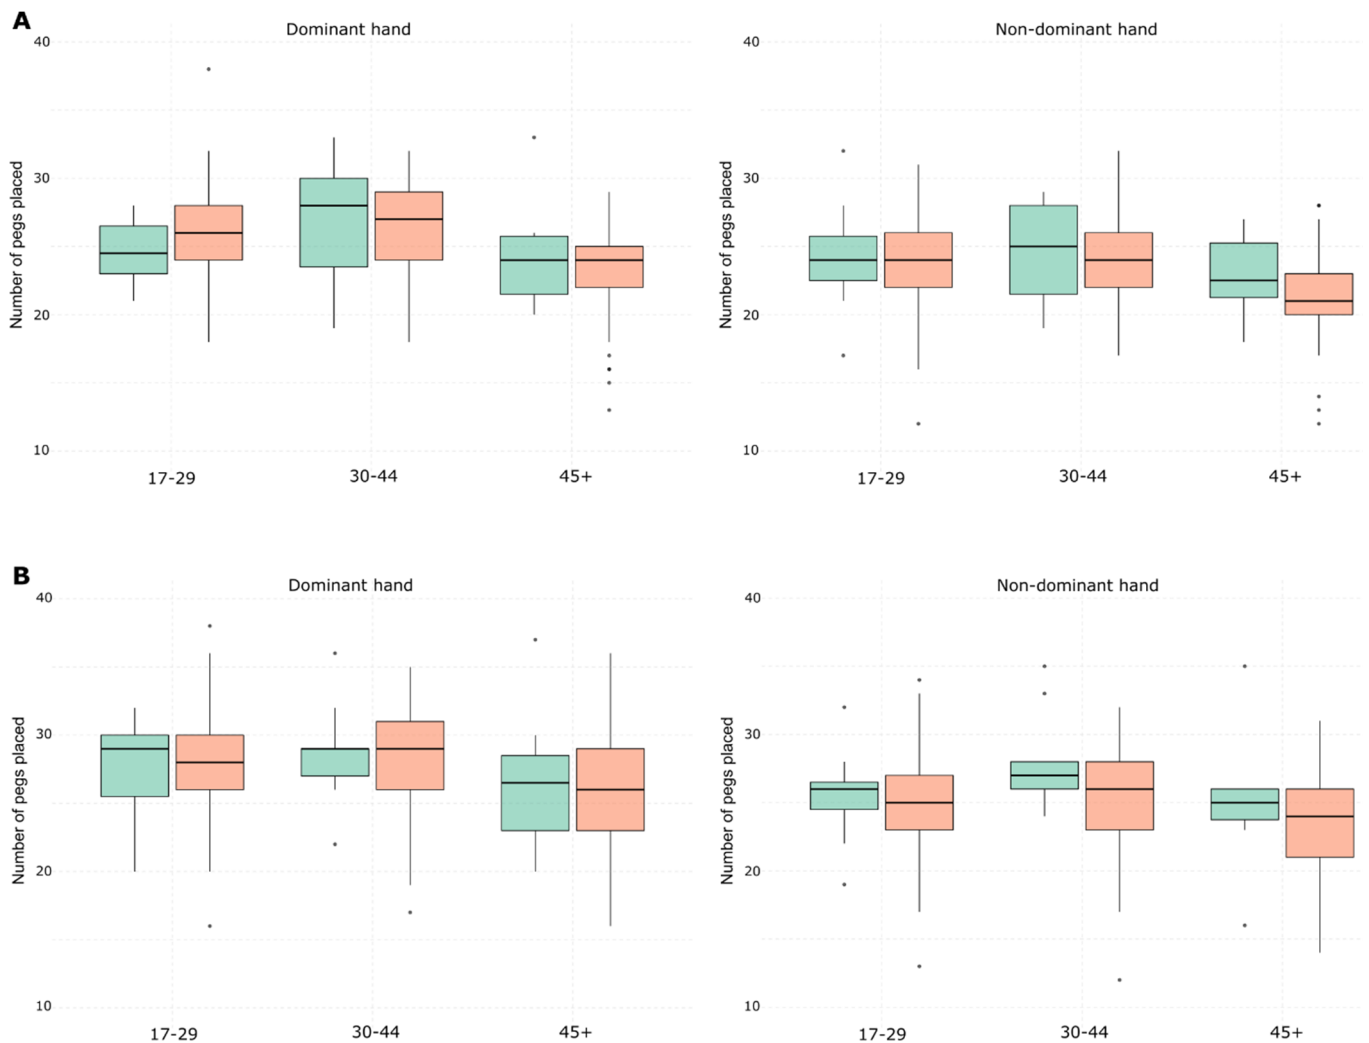 A
Dominant hand
Non-dominant hand
40
30
20
10
Number of pegs placed
17-29
30-44
45+
40
30
20
10
Number of pegs placed
17-29
30-44
45+
B
Dominant hand
Non-dominant hand
40
30
20
10
Number of pegs placed
17-29
30-44
45+
40
30
20
10
Number of pegs placed
17-29
30-44
45+